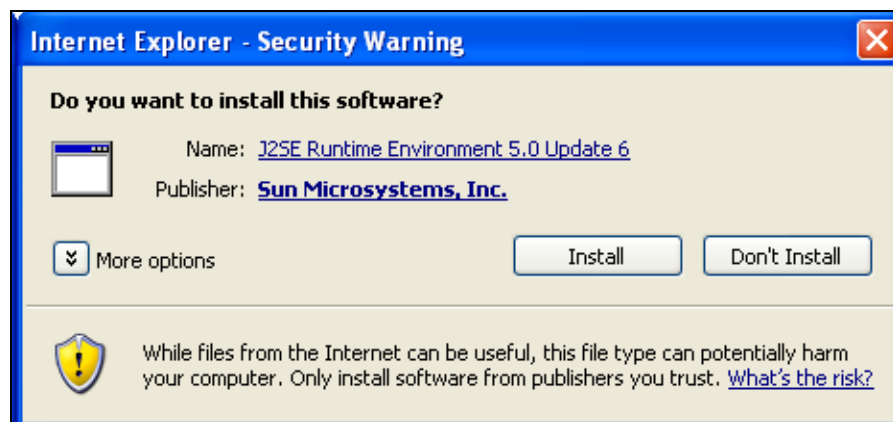 Internet Explorer - Security Warning
Do you want to install this software?
Name: J2SE Runtime Environment 5.0 Update 6
Publisher: Sun Microsystems, Inc.
More options
Install
Don't Install
While files from the Internet can be useful, this file type can potentially harm
your computer. Only install software from publishers you trust. What's the risk?